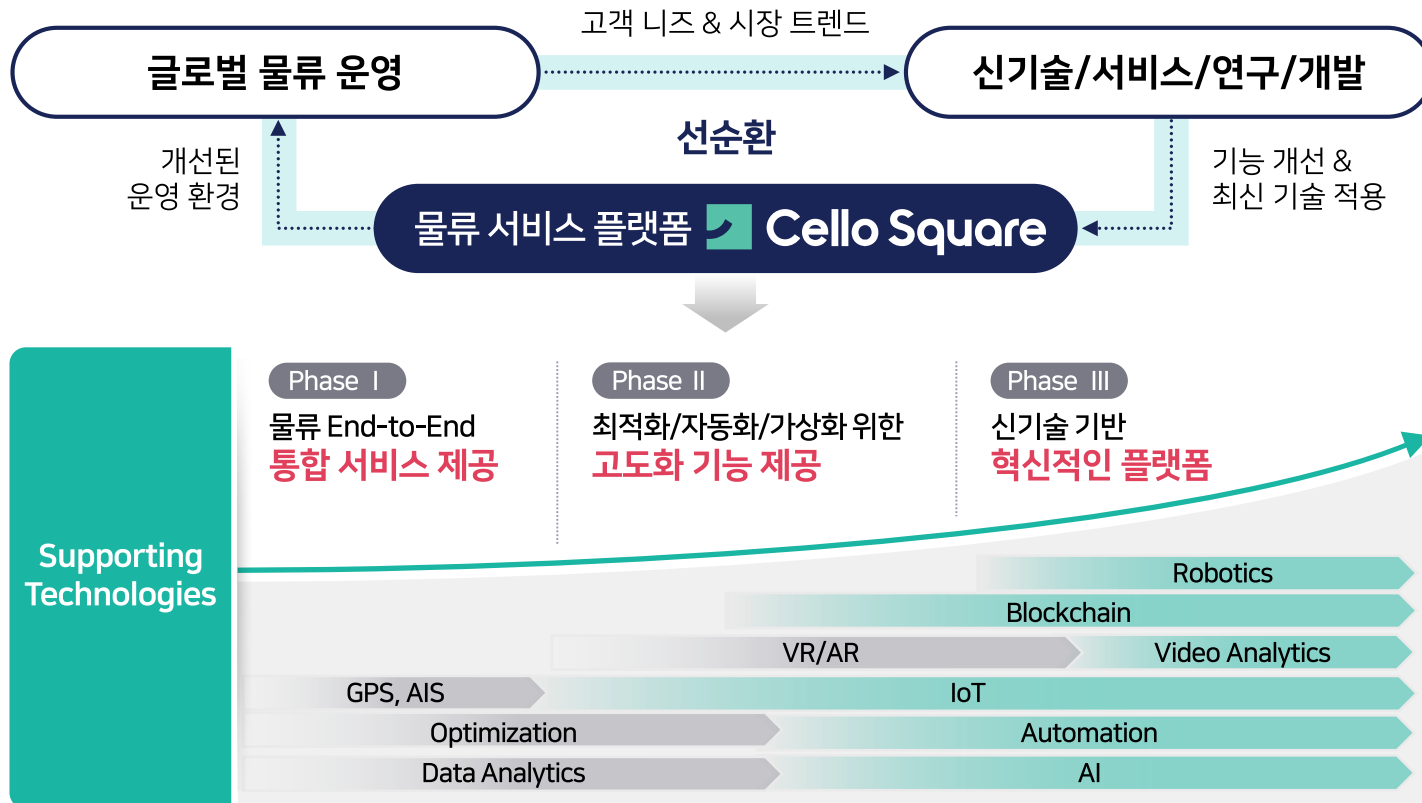 고객 니즈 & 시장 트렌드
글로벌 물류 운영
신기술/서비스/연구/개발
선순환
개선된
운영 환경
기능 개선 &
최신 기술 적용
물류 서비스 플랫폼 Cello Square
Phase I
물류 End-to-End
통합 서비스 제공
Phase II
최적화/자동화/가상화 위한
고도화 기능 제공
Phase III
신기술 기반
혁신적인 플랫폼
Supporting
Technologies
Robotics
Blockchain
VR/AR
Video Analytics
GPS, AIS
IoT
Optimization
Automation
Data Analytics
AI